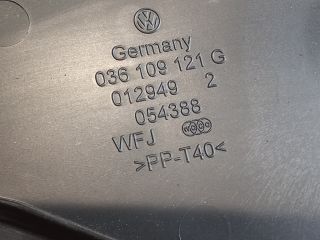 Germany
036 109 121 G
012949 2
054388
WFJ
>PP-T40<